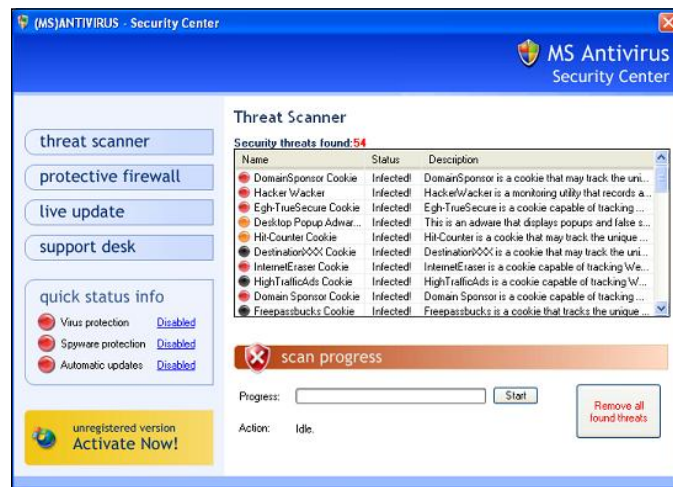 (MS)ANTIVIRUS - Security Center
MS Antivirus
Security Center
threat scanner
protective firewall
live update
support desk
quick status info
Virus protection Disabled
Spyware protection Disabled
Automatic updates Disabled
unregistered version
Activate Now!
Threat Scanner
Security threats found:54
Name Status Description
DomainSponsor Cookie Infected! DomainSponsor is a cookie that may track the uni...
Hacker Wacker Infected! HackerWacker is a monitoring utility that records a...
Egh-TrueSecure Cookie Infected! Egh-TrueSecure is a cookie capable of tracking ...
Desktop Popup Adwar... Infected! This is an adware that displays popups and false s...
Hit-Counter Cookie Infected! Hit-Counter is a cookie that may track the unique ...
DestinationXXX Cookie Infected! DestinationXXX is a cookie that may track the uni...
InternetEraser Cookie Infected! InternetEraser is a cookie capable of tracking We...
HighTrafficAds Cookie Infected! HighTrafficAds is a cookie capable of tracking W...
Domain Sponsor Cookie Infected! Domain Sponsor is a cookie capable of tracking ...
Freepassbucks Cookie Infected! Freepassbucks is a cookie that tracks the unique ...
scan progress
Progress: Start
Action: Idle.
Remove all
found threats